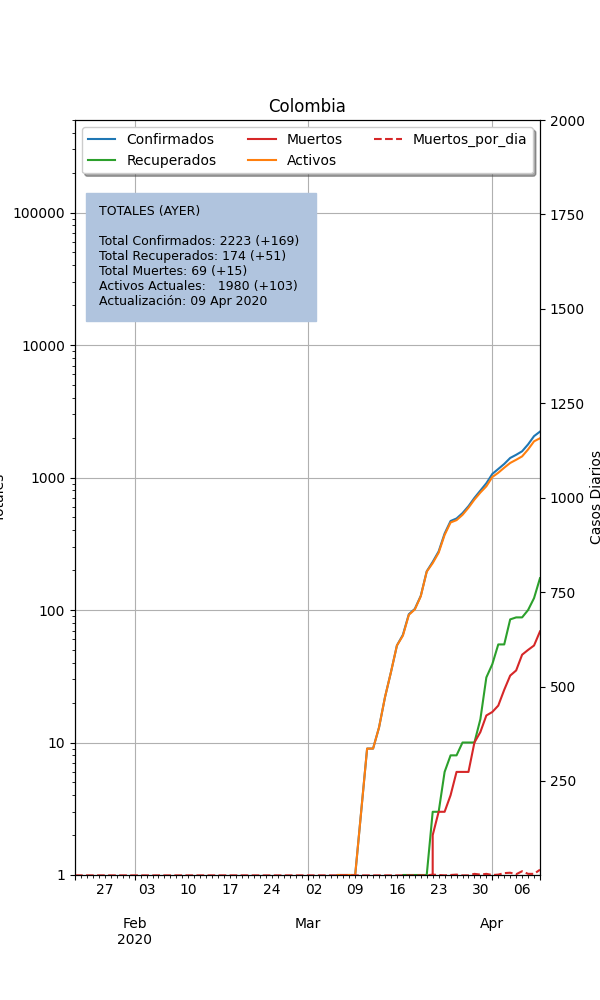 Colombia
Confirmados
Recuperados
Muertos
Activos
Muertos_por_dia
TOTALES (AYER)
Total Confirmados: 2223 (+169)
Total Recuperados: 174 (+51)
Total Muertes: 69 (+15)
Activos Actuales: 1980 (+103)
Actualización: 09 Apr 2020
100000
10000
1000
100
10
1
2000
1750
1500
1250
1000
750
500
250
Totales
Casos Diarios
27 03 10 17 24 02 09 16 23 30 06
Feb Mar Apr
2020